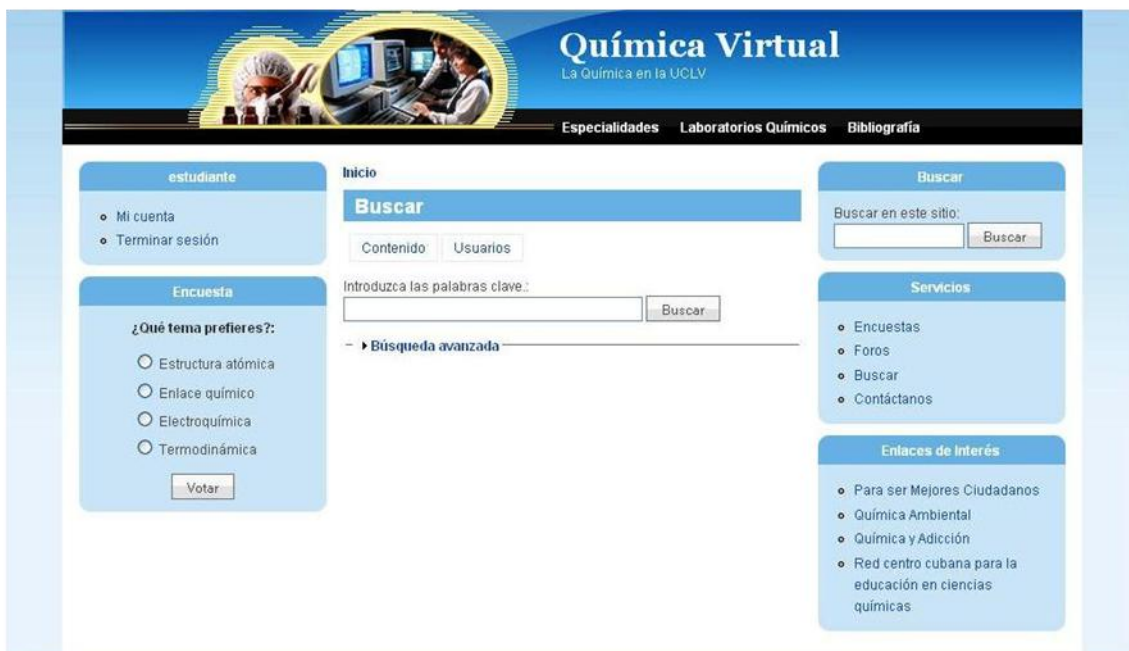 Química Virtual
La Química en la UCLV
Especialidades Laboratorios Químicos Bibliografía
estudiante
Mi cuenta
Terminar sesión
Encuesta
¿Qué tema prefieres?:
Estructura atómica
Enlace químico
Electroquímica
Termodinámica
Votar
Inicio
Buscar
Contenido Usuarios
Introduzca las palabras clave.:
Buscar
Búsqueda avanzada
Buscar
Buscar en este sitio:
Buscar
Servicios
Encuestas
Foros
Buscar
Contáctanos
Enlaces de Interés
Para ser Mejores Ciudadanos
Química Ambiental
Química y Adicción
Red centro cubana para la
educación en ciencias
químicas